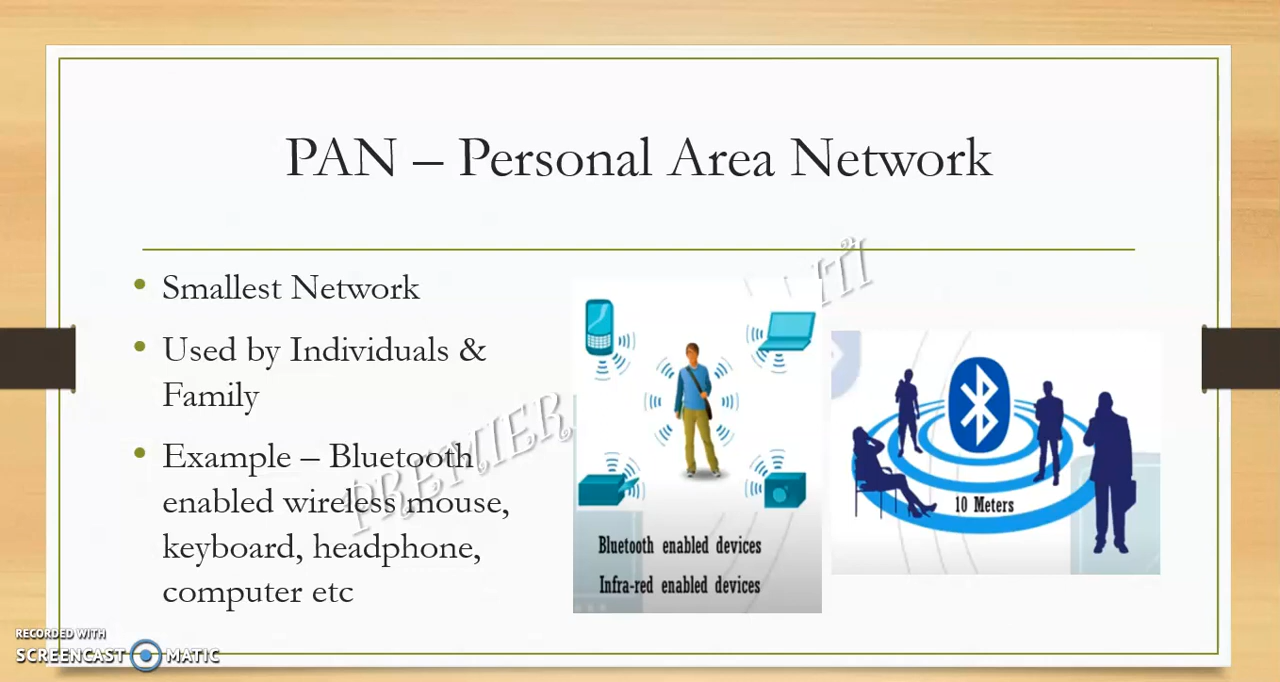 PAN – Personal Area Network
• Smallest Network
• Used by Individuals &
Family
• Example – Bluetooth
enabled wireless mouse,
keyboard, headphone,
computer etc
Bluetooth enabled devices
Infra-red enabled devices
10 Meters
PREMIER
RECORDED WITH
SCREENCAST MATIC